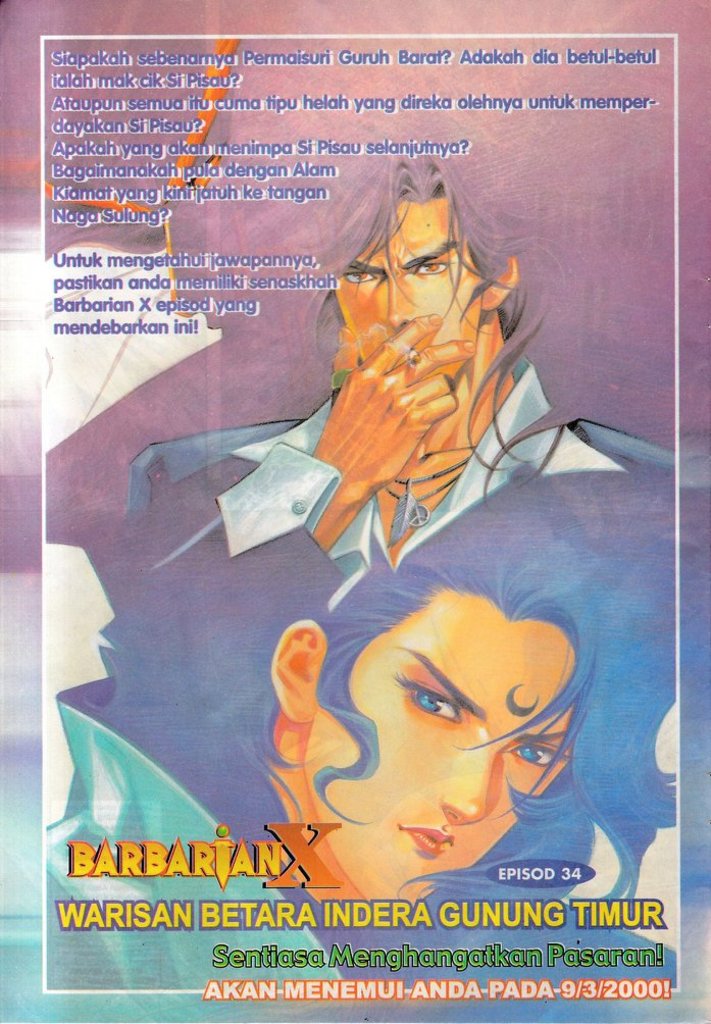 Siapakah sebenarnya Permaisuri Guruh Barat? Adakah dia betul-betul
ialah mak cik Si Pisau?
Ataupun semua itu cuma tipu helah yang direka olehnya untuk memper-
dayakan Si Pisau?
Apakah yang akan menimpa Si Pisau selanjutnya?
Bagaimanakah pula dengan Alam
Kiamat yang kini jatuh ke tangan
Naga Sulung?
Untuk mengetahui jawapannya,
pastikan anda memiliki senaskhah
Barbarian X episod yang
mendebarkan ini!
BARBARIAN X
EPISOD 34
WARISAN BETARA INDERA GUNUNG TIMUR
Sentiasa Menghangatkan Pasaran!
AKAN MENEMUI ANDA PADA 9/3/2000!